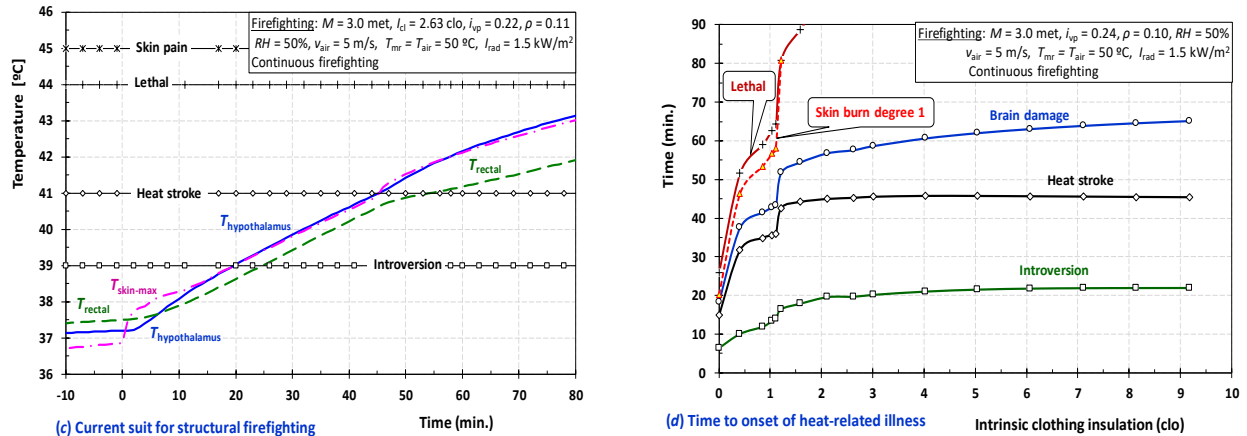 Firefighting: M = 3.0 met, Icl = 2.63 clo, ivp = 0.22, ρ = 0.11
RH = 50%, vair = 5 m/s, Tmr = Tair = 50 ºC, Irad = 1.5 kW/m²
Continuous firefighting
Temperature [ºC]
46
45
44
43
42
41
40
39
38
37
36
Skin pain
Lethal
Trectal
Heat stroke
Thypothalamus
Introversion
Tskin-max
Trectal
Thypothalamus
-10 0 10 20 30 40 50 60 70 80
(c) Current suit for structural firefighting
Time (min.)
Firefighting: M = 3.0 met, ivp = 0.24, ρ = 0.10, RH = 50%
vair = 5 m/s, Tmr = Tair = 50 ºC, Irad = 1.5 kW/m²
Continuous firefighting
Time (min.)
90
80
70
60
50
40
30
20
10
0
Lethal
Skin burn degree 1
Brain damage
Heat stroke
Introversion
0 1 2 3 4 5 6 7 8 9 10
(d) Time to onset of heat-related illness
Intrinsic clothing insulation (clo)